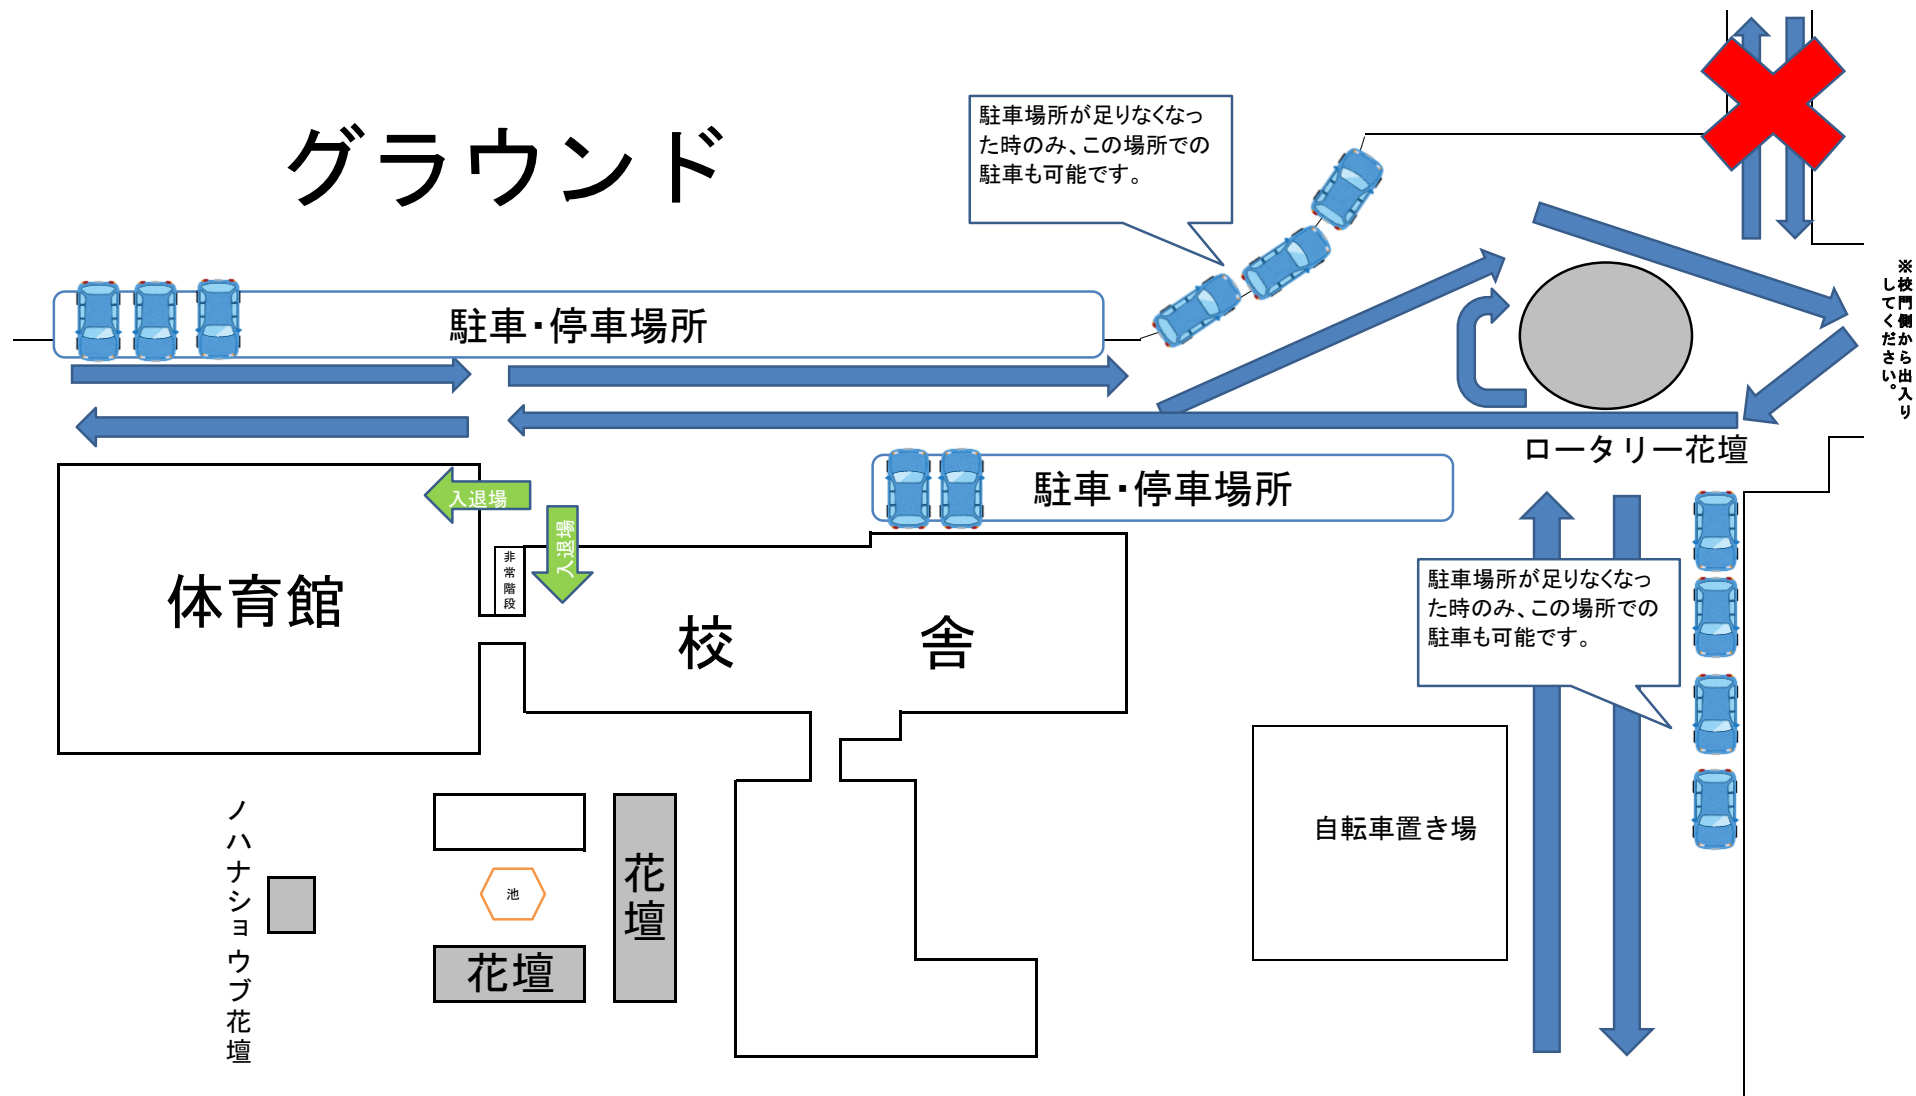 グラウンド
駐車場所が足りなくなっ
た時のみ、この場所での
駐車も可能です。
※校門側から出入り
してください。
駐車・停車場所
ロータリー花壇
駐車・停車場所
入退場
入退場
非常階段
体育館
校　舎
駐車場所が足りなくなっ
た時のみ、この場所での
駐車も可能です。
自転車置き場
ノハナショウブ花壇
池
花壇
花壇